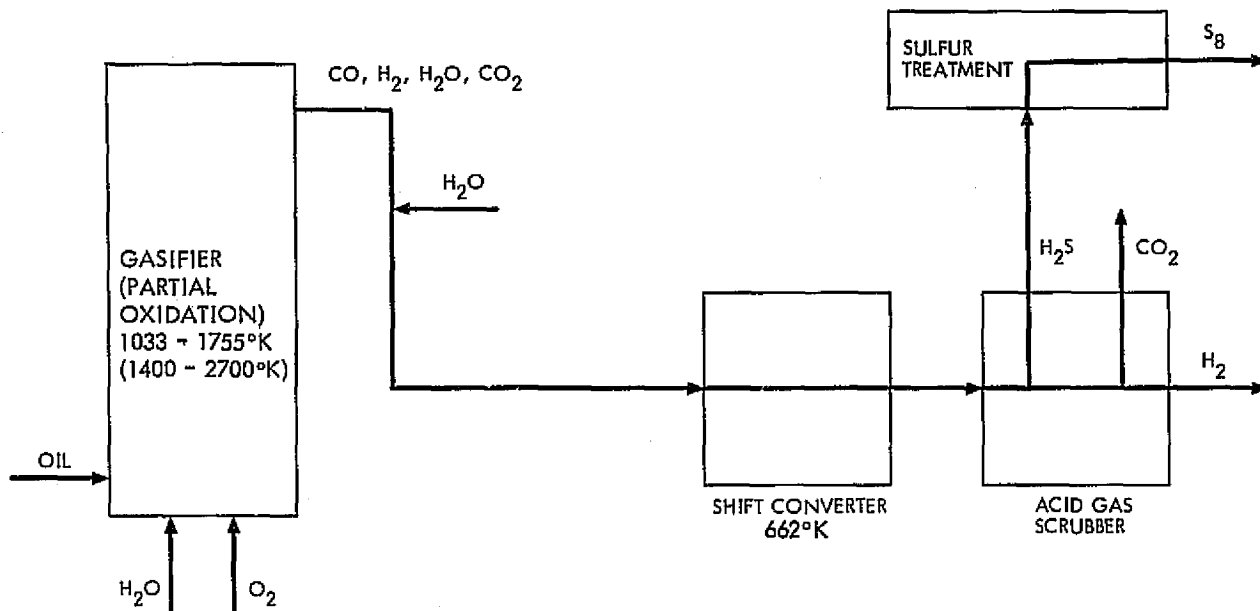 SULFUR
TREATMENT
S₈
CO, H₂, H₂O, CO₂
H₂O
GASIFIER
(PARTIAL
OXIDATION)
1033 - 1755°K
(1400 - 2700°K)
H₂S
CO₂
H₂
OIL
SHIFT CONVERTER
662°K
ACID GAS
SCRUBBER
H₂O
O₂